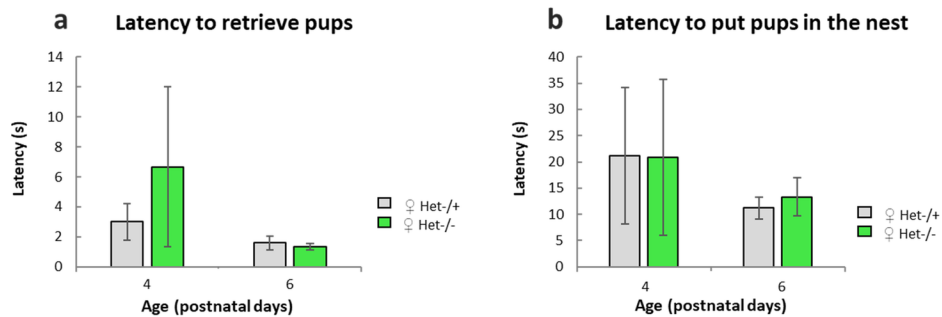 a Latency to retrieve pups
14
12
10
8
6
4
2
0
Latency (s)
4 6
Age (postnatal days)
♀ Het-/+
♀ Het-/-
b Latency to put pups in the nest
40
35
30
25
20
15
10
5
0
Latency (s)
4 6
Age (postnatal days)
♀ Het-/+
♀ Het-/-